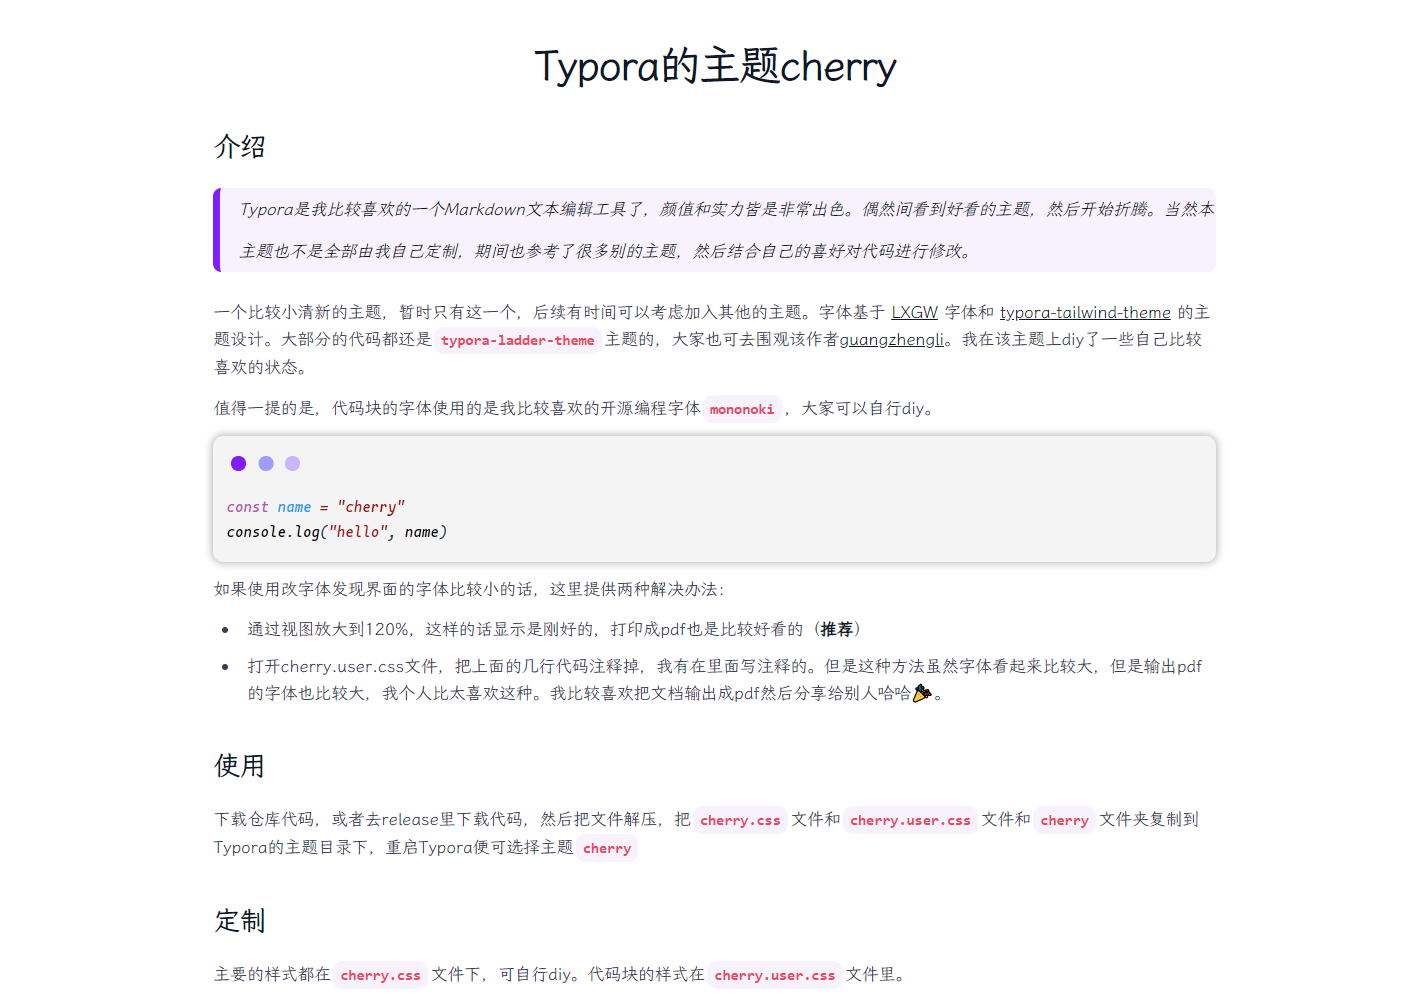 Typora的主题cherry
介绍
Typora是我比较喜欢的一个Markdown文本编辑工具了，颜值和实力皆是非常出色。偶然间看到好看的主题，然后开始折腾。当然本
主题也不是全部由我自己定制，期间也参考了很多别的主题，然后结合自己的喜好对代码进行修改。
一个比较小清新的主题，暂时只有这一个，后续有时间可以考虑加入其他的主题。字体基于 LXGW 字体和 typora-tailwind-theme 的主
题设计。大部分的代码都还是 typora-ladder-theme 主题的，大家也可去围观该作者guangzhengli。我在该主题上diy了一些自己比较
喜欢的状态。
值得一提的是，代码块的字体使用的是我比较喜欢的开源编程字体 mononoki ，大家可以自行diy。
const name = "cherry"
console.log("hello", name)
如果使用改字体发现界面的字体比较小的话，这里提供两种解决办法：
• 通过视图放大到120%，这样的话显示是刚好的，打印成pdf也是比较好看的（推荐）
• 打开cherry.user.css文件，把上面的几行代码注释掉，我有在里面写注释的。但是这种方法虽然字体看起来比较大，但是输出pdf
的字体也比较大，我个人比太喜欢这种。我比较喜欢把文档输出成pdf然后分享给别人哈哈🎉。
使用
下载仓库代码，或者去release里下载代码，然后把文件解压，把 cherry.css 文件和 cherry.user.css 文件和 cherry 文件夹复制到
Typora的主题目录下，重启Typora便可选择主题 cherry
定制
主要的样式都在 cherry.css 文件下，可自行diy。代码块的样式在 cherry.user.css 文件里。